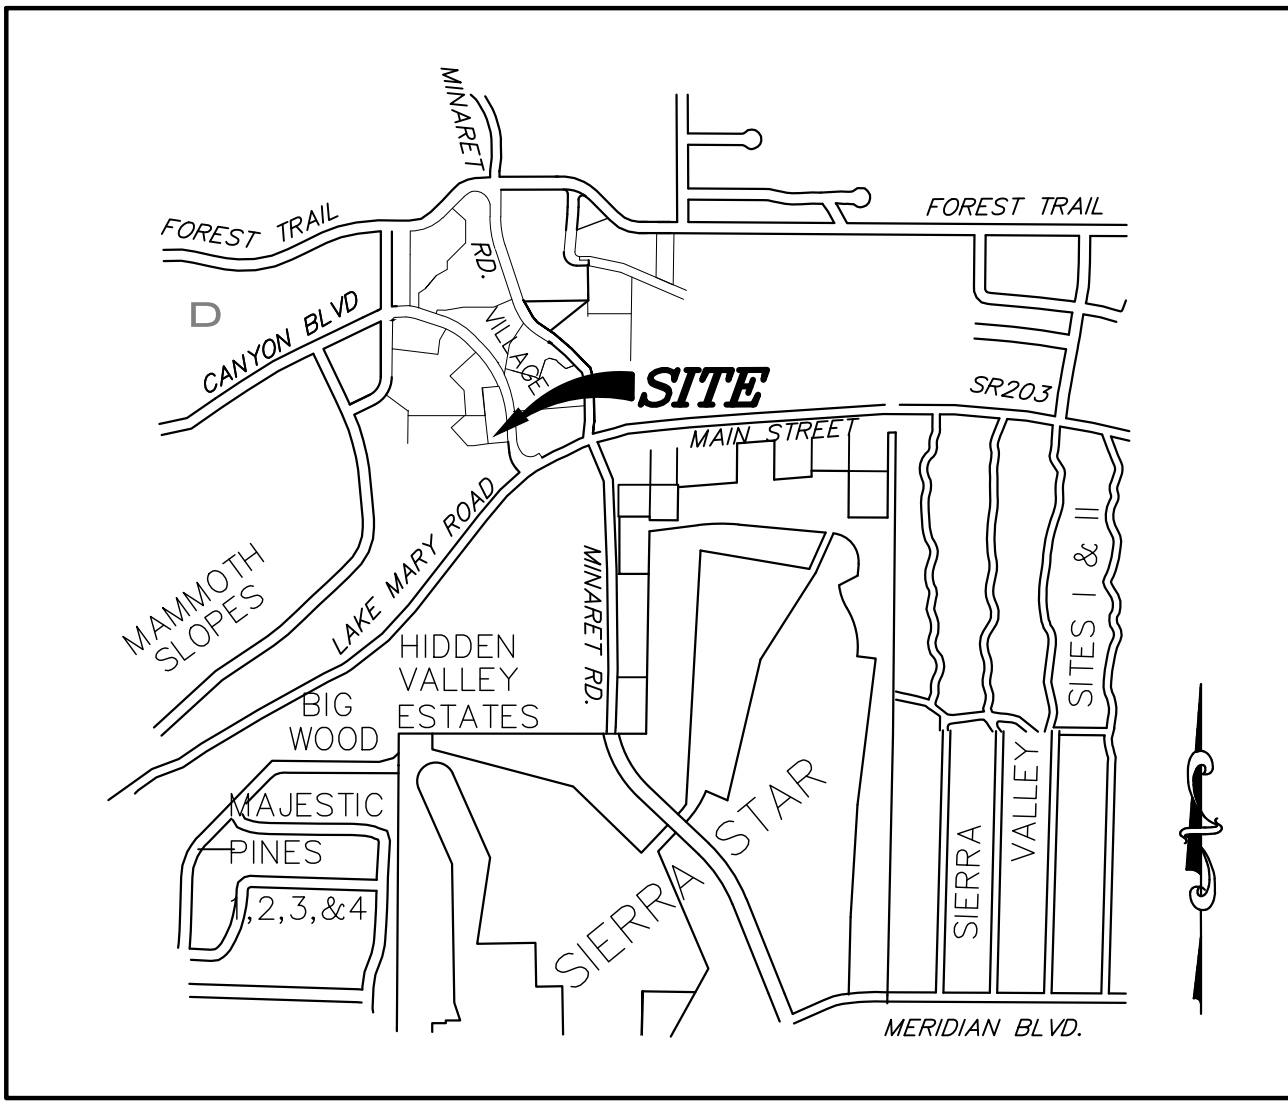 MINARET
RD.
FOREST TRAIL
FOREST TRAIL
D
CANYON BLVD
VILLAGE
SITE
SR203
MAIN STREET
LAKE MARY ROAD
MAMMOTH
SLOPES
MINARET RD.
SITES I & II
HIDDEN
VALLEY
ESTATES
BIG
WOOD
MAJESTIC
PINES
1,2,3,&4
SIERRA STAR
SIERRA
VALLEY
MERIDIAN BLVD.